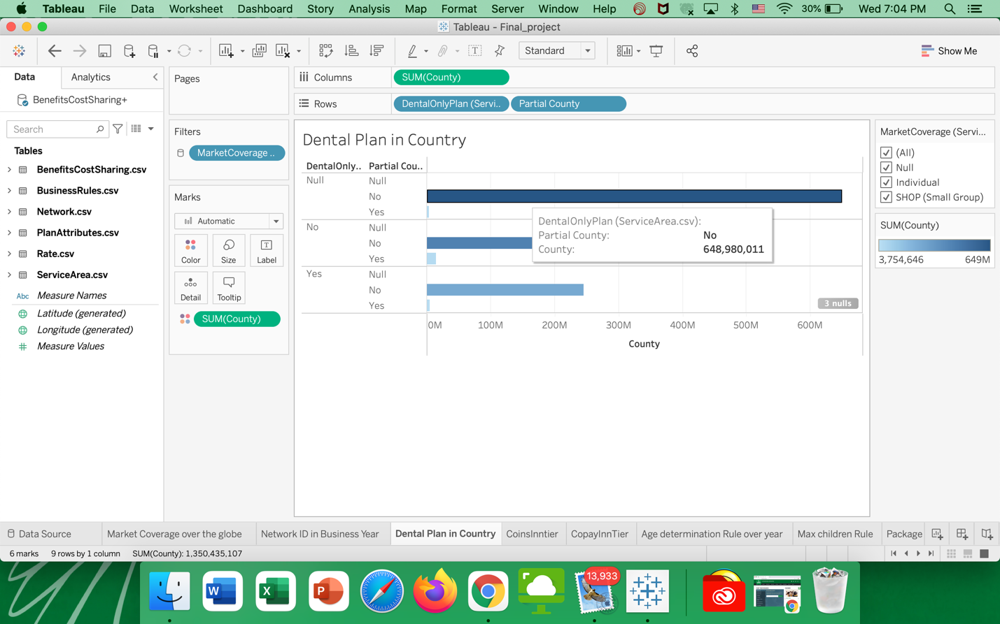 Tableau File Data Worksheet Dashboard Story Analysis Map Format Server Window Help 30% Wed 7:04 PM
Tableau - Final_project
Standard
Show Me
Data Analytics
BenefitsCostSharing+
Search
Tables
BenefitsCostSharing.csv
BusinessRules.csv
Network.csv
PlanAttributes.csv
Rate.csv
ServiceArea.csv
Abc Measure Names
Latitude (generated)
Longitude (generated)
Measure Values
Pages
Filters
MarketCoverage ..
Marks
Automatic
Color Size Label
Detail Tooltip
SUM(County)
Columns SUM(County)
Rows DentalOnlyPlan (Servi.. Partial County
Dental Plan in Country
DentalOnly.. Partial Cou..
Null Null
No
Yes
No Null
No
Yes
Yes Null
No
Yes
DentalOnlyPlan (ServiceArea.csv):
Partial County: No
County: 648,980,011
3 nulls
0M 100M 200M 300M 400M 500M 600M
County
MarketCoverage (Servi...
(All)
Null
Individual
SHOP (Small Group)
SUM(County)
3,754,646 649M
Data Source Market Coverage over the globe Network ID in Business Year Dental Plan in Country CoinsInntier CopayInnTier Age determination Rule over year Max children Rule Package
6 marks 9 rows by 1 column SUM(County): 1,350,435,107
W X P 13,933